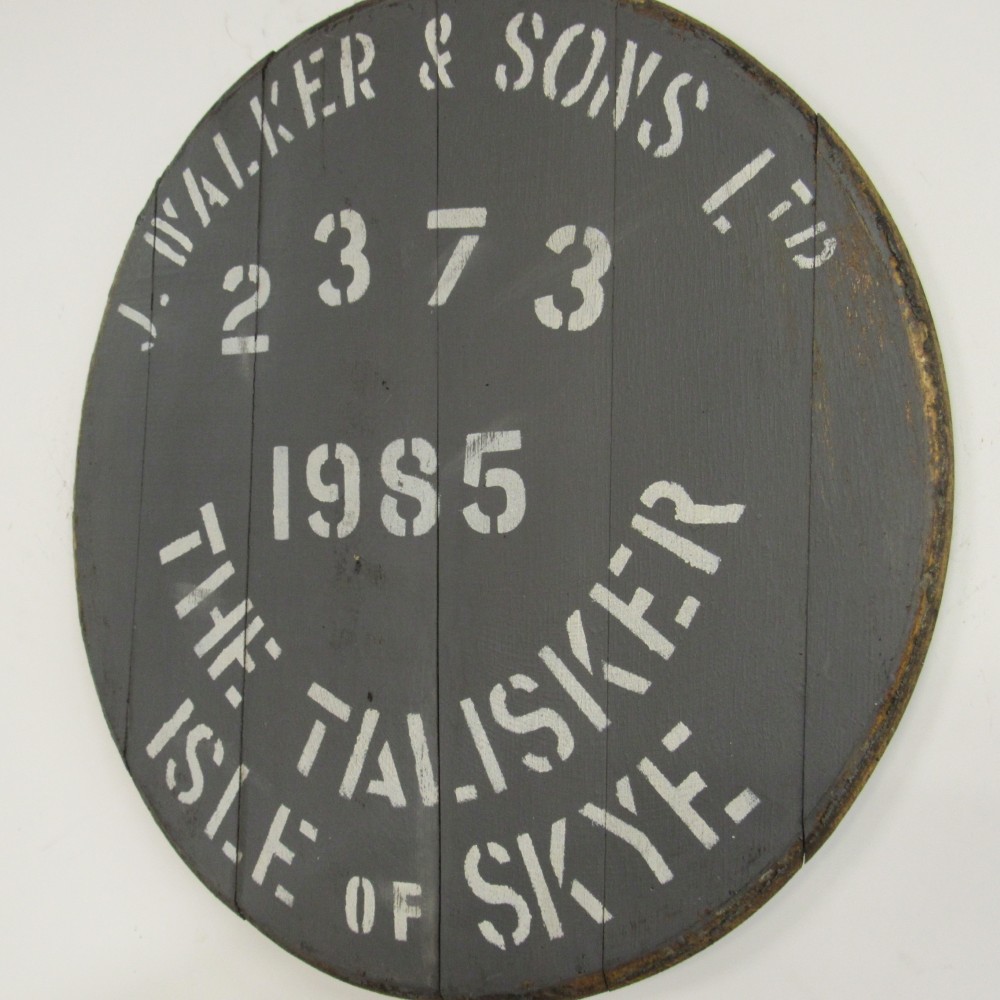 J. WALKER & SONS LTD
2373
1985
THE TALISKER
ISLE OF SKYE